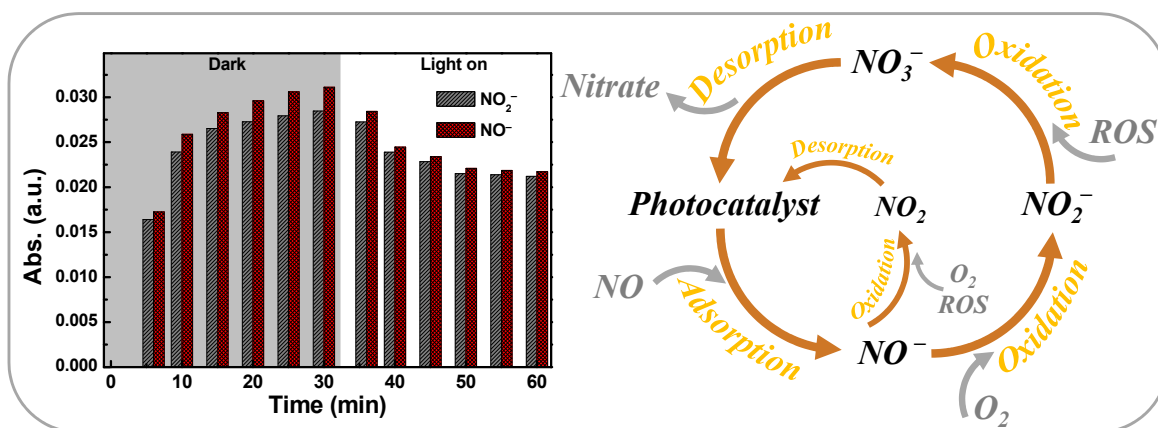 Dark
Light on
NO₂⁻
NO⁻
0.030
0.025
0.020
0.015
0.010
0.005
0.000
Abs. (a.u.)
0 10 20 30 40 50 60
Time (min)
Desorption
NO₃⁻
Oxidation
Nitrate
ROS
Desorption
Photocatalyst
NO₂
NO₂⁻
NO
Oxidation
O₂
ROS
Adsorption
NO⁻
Oxidation
O₂